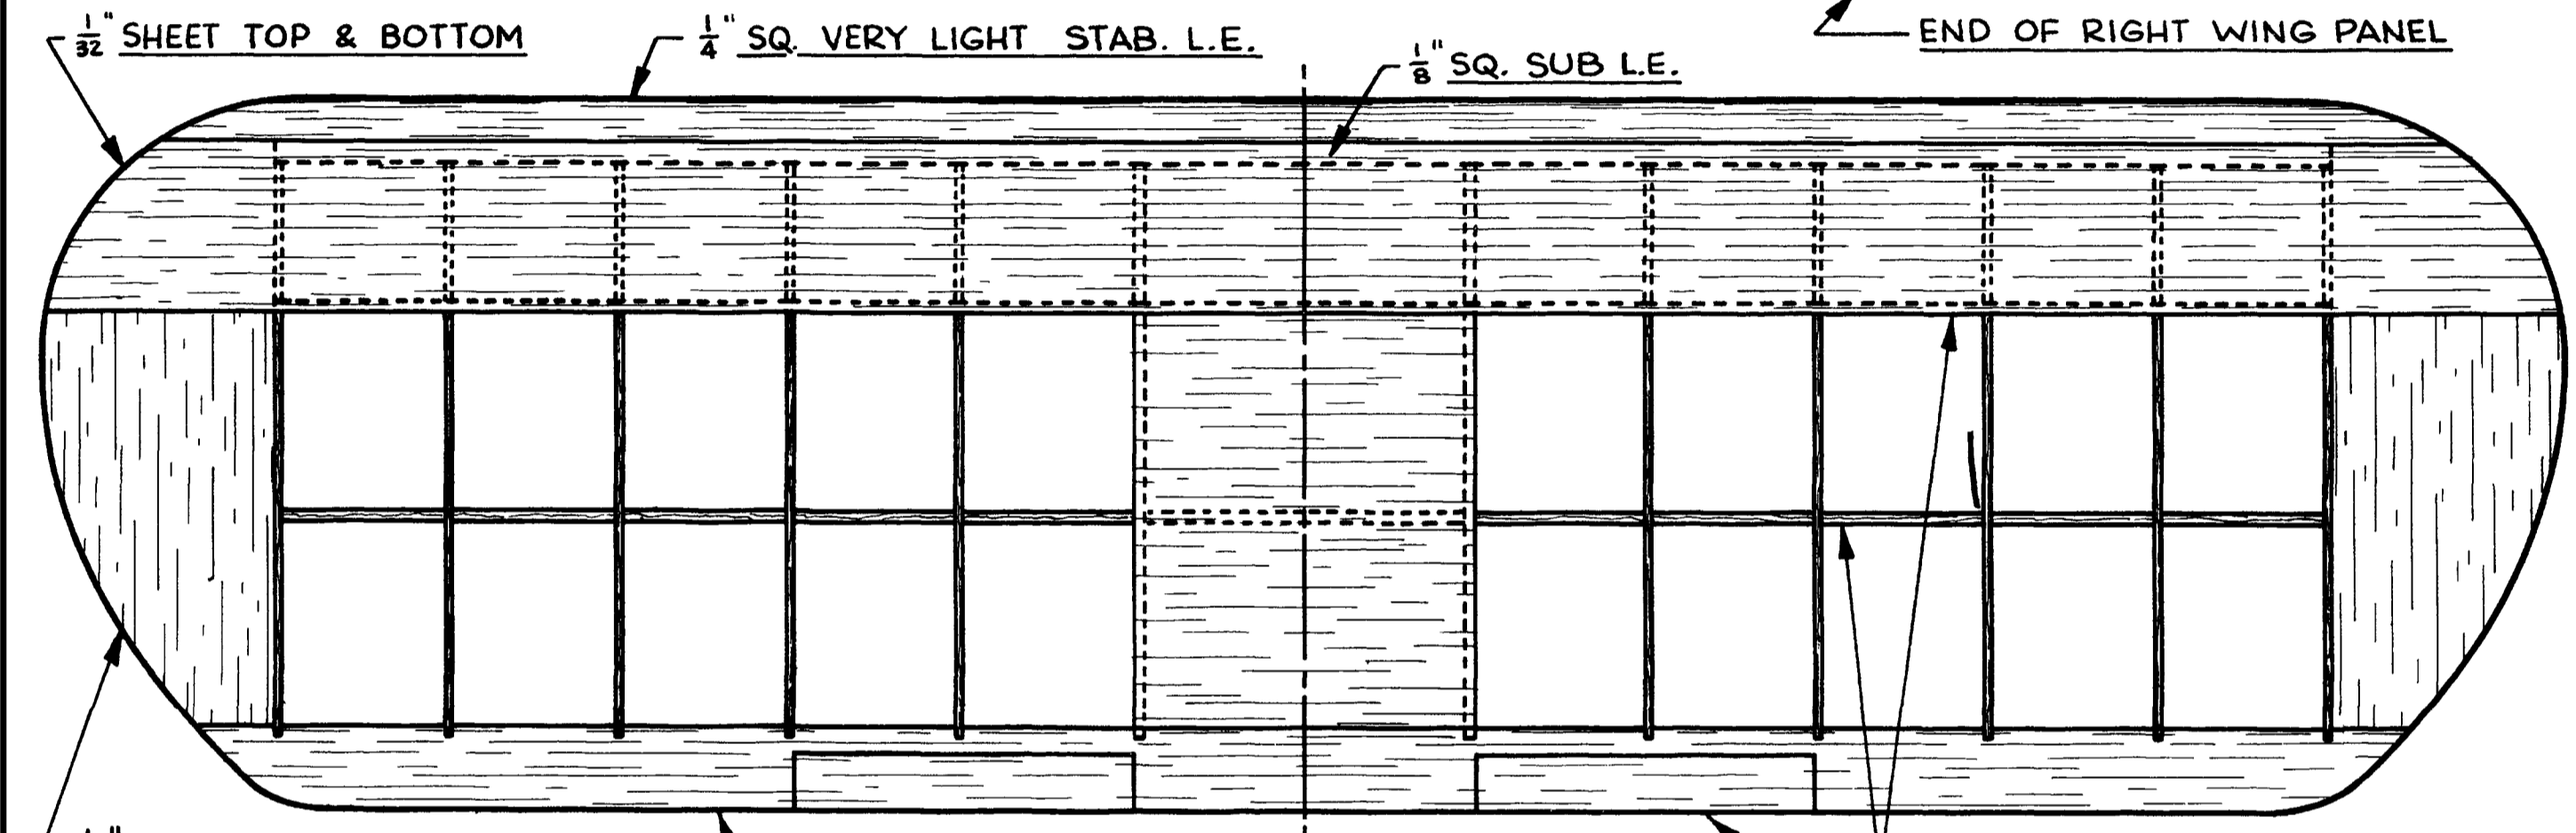 1/32" SHEET TOP & BOTTOM
1/4" SQ. VERY LIGHT STAB. L.E.
1/8" SQ. SUB L.E.
END OF RIGHT WING PANEL